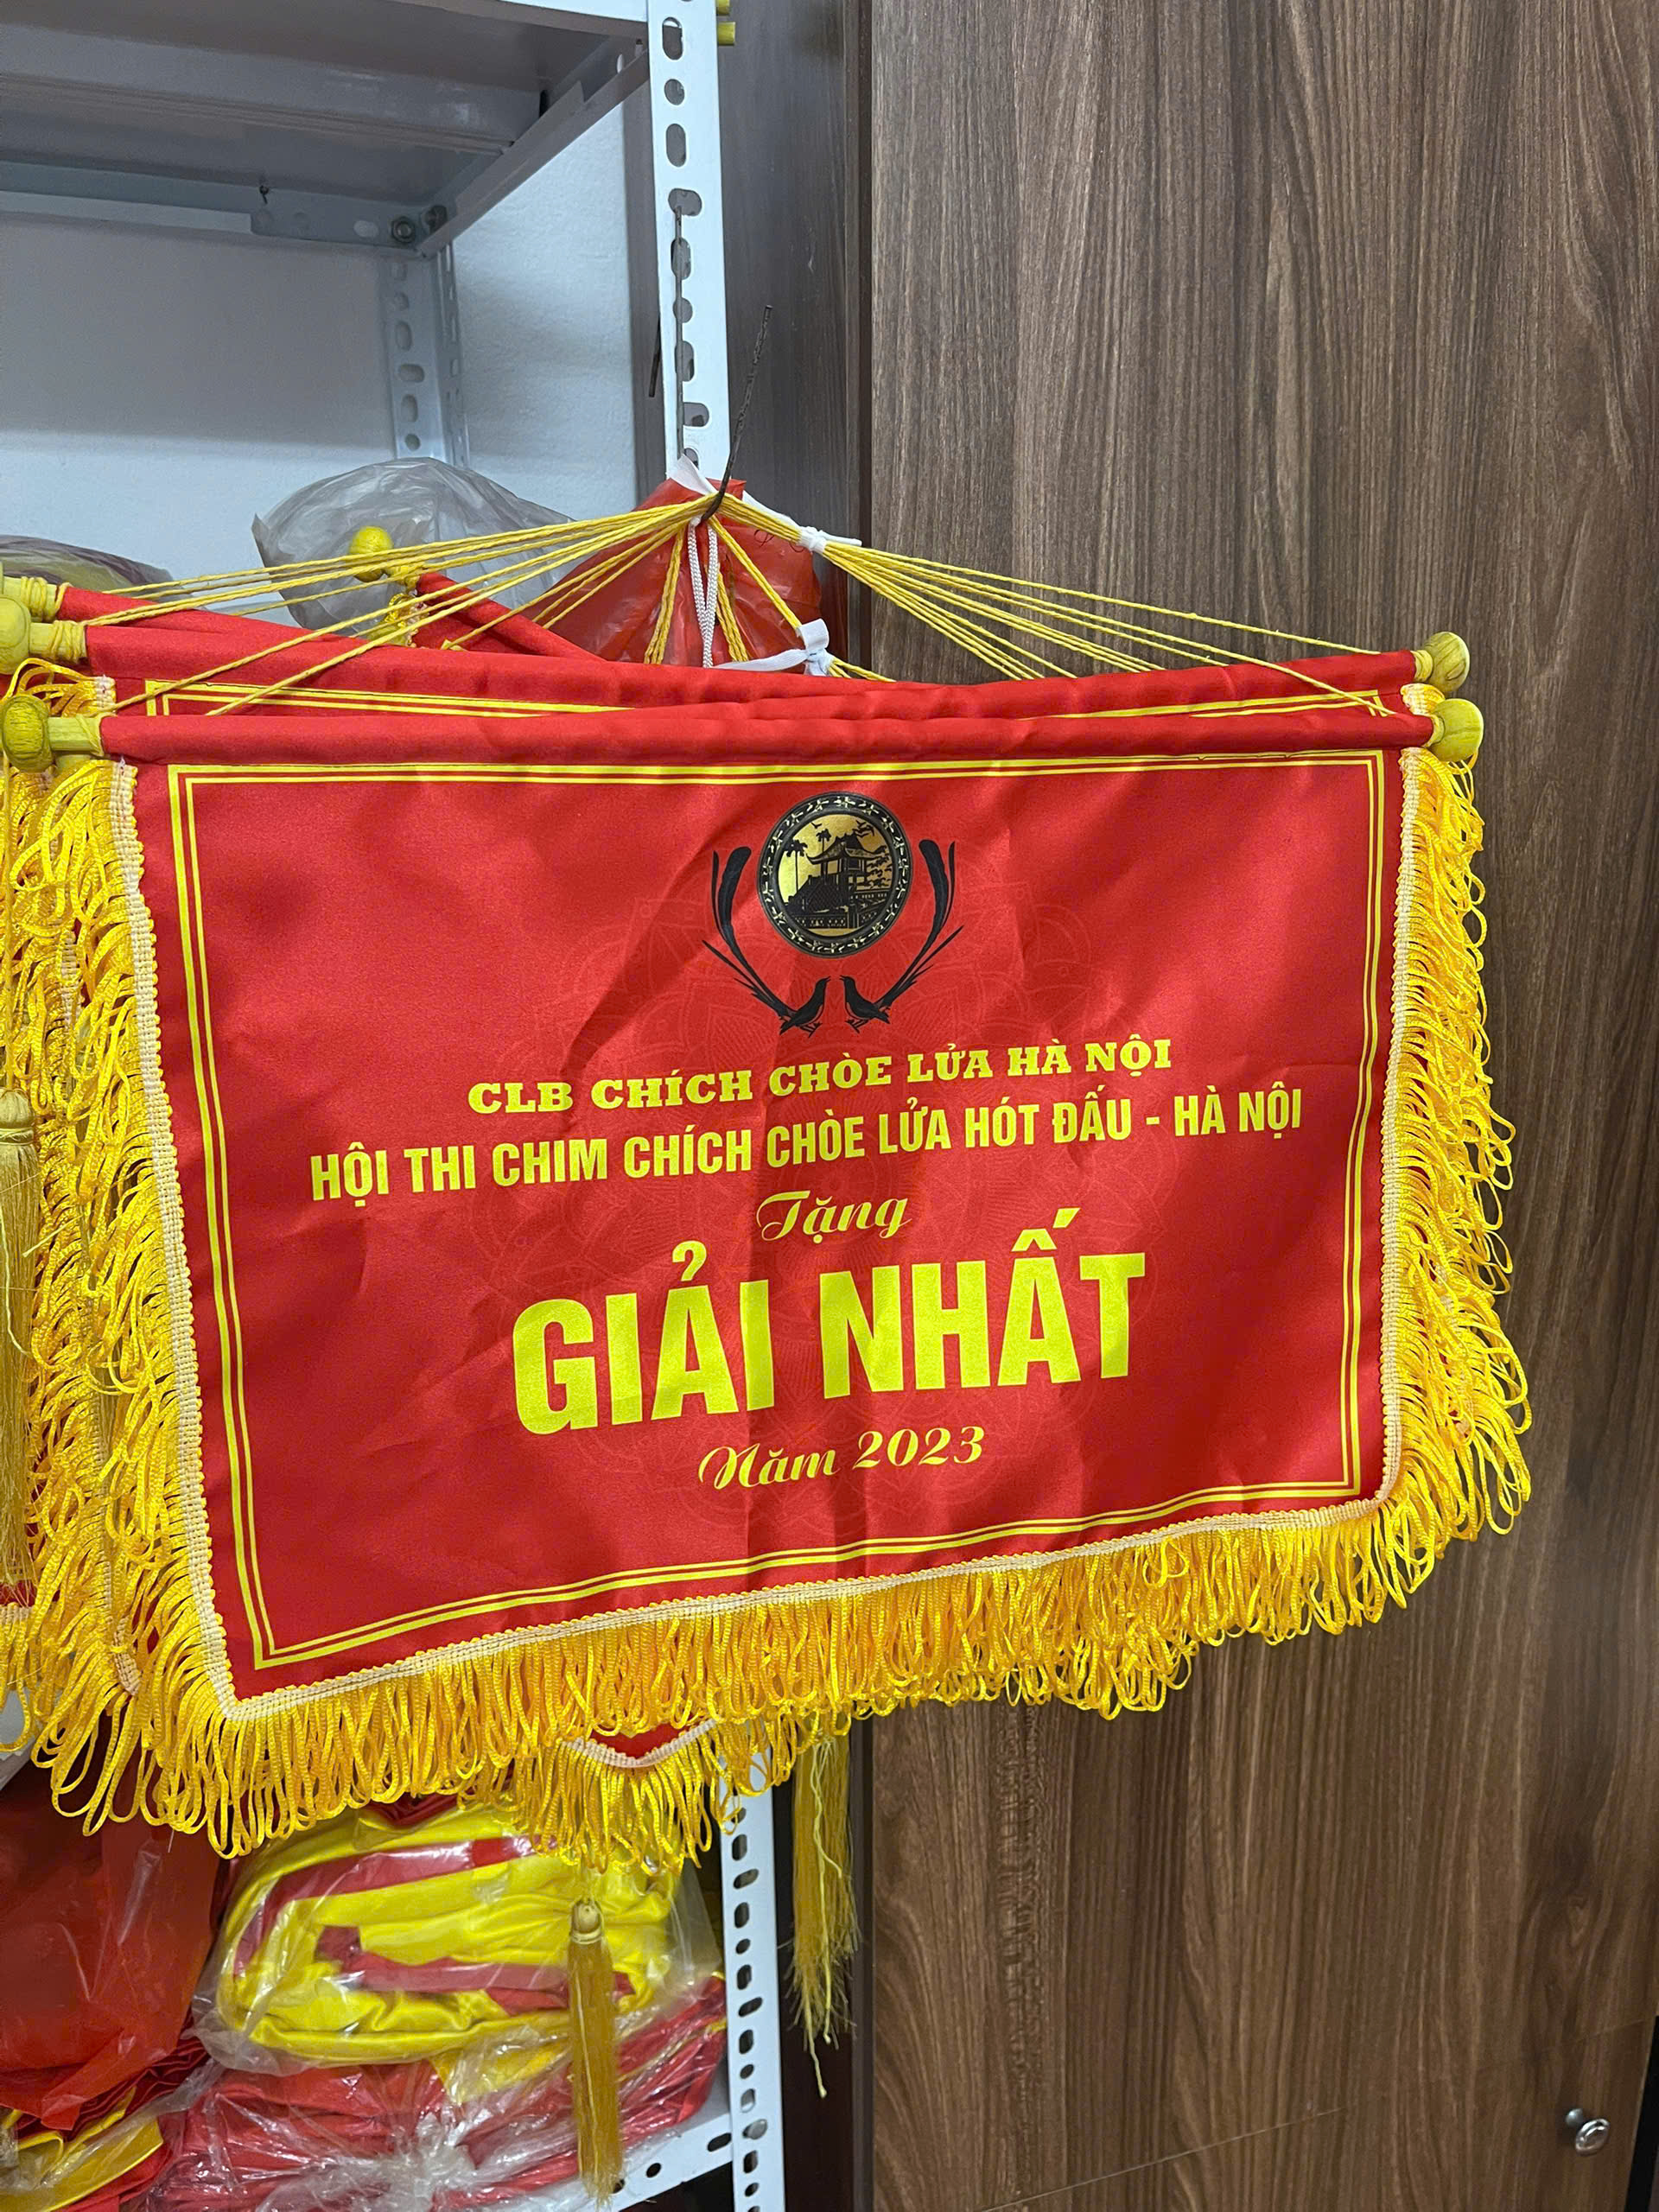 CLB CHÍCH CHÒE LỬA HÀ NỘI
HỘI THI CHIM CHÍCH CHÒE LỬA HÓT ĐẤU - HÀ NỘI
Tặng
GIẢI NHẤT
Năm 2023